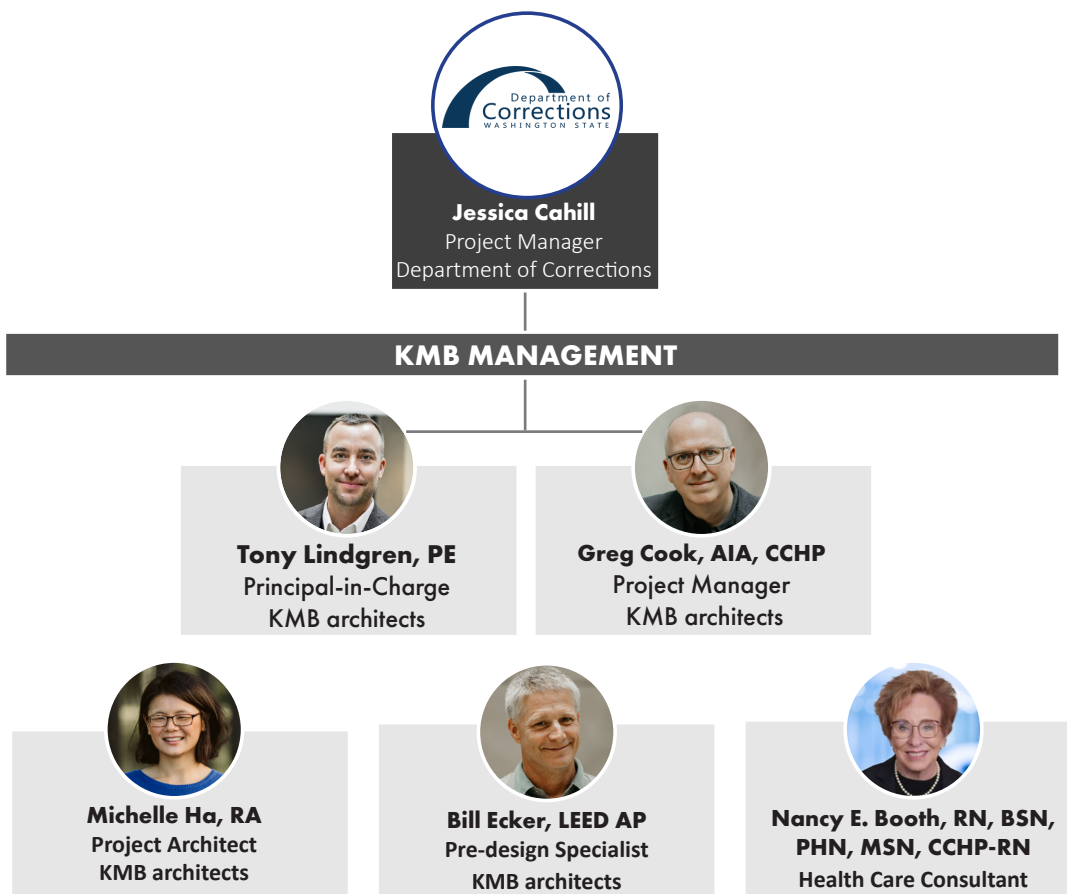 Department of
Corrections
WASHINGTON STATE
Jessica Cahill
Project Manager
Department of Corrections
KMB MANAGEMENT
Tony Lindgren, PE
Principal-in-Charge
KMB architects
Greg Cook, AIA, CCHP
Project Manager
KMB architects
Michelle Ha, RA
Project Architect
KMB architects
Bill Ecker, LEED AP
Pre-design Specialist
KMB architects
Nancy E. Booth, RN, BSN,
PHN, MSN, CCHP-RN
Health Care Consultant